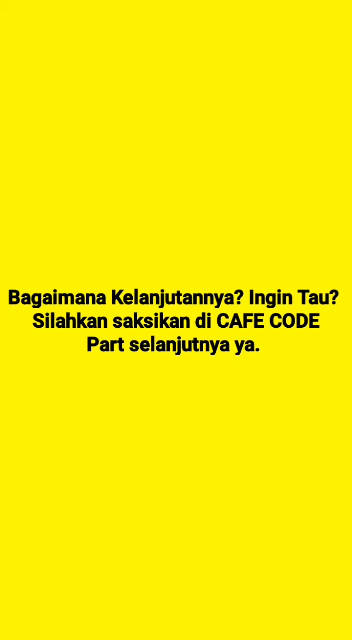 Bagaimana Kelanjutannya? Ingin Tau?
Silahkan saksikan di CAFE CODE
Part selanjutnya ya.